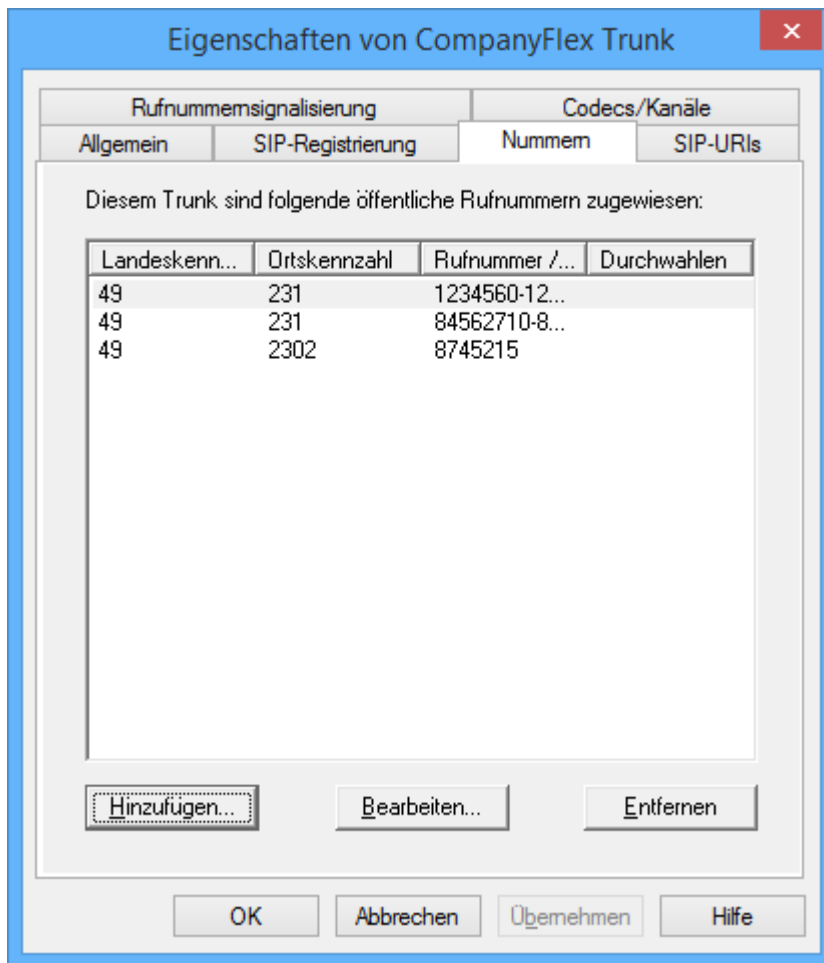 Eigenschaften von CompanyFlex Trunk
Rufnummernsignalisierung Codecs/Kanäle
Allgemein SIP-Registrierung Nummern SIP-URIs
Diesem Trunk sind folgende öffentliche Rufnummern zugewiesen:
Landeskenn... Ortskennzahl Rufnummer /... Durchwahlen
49 231 1234560-12...
49 231 84562710-8...
49 2302 8745215
Hinzufügen... Bearbeiten... Entfernen
OK Abbrechen Übernehmen Hilfe